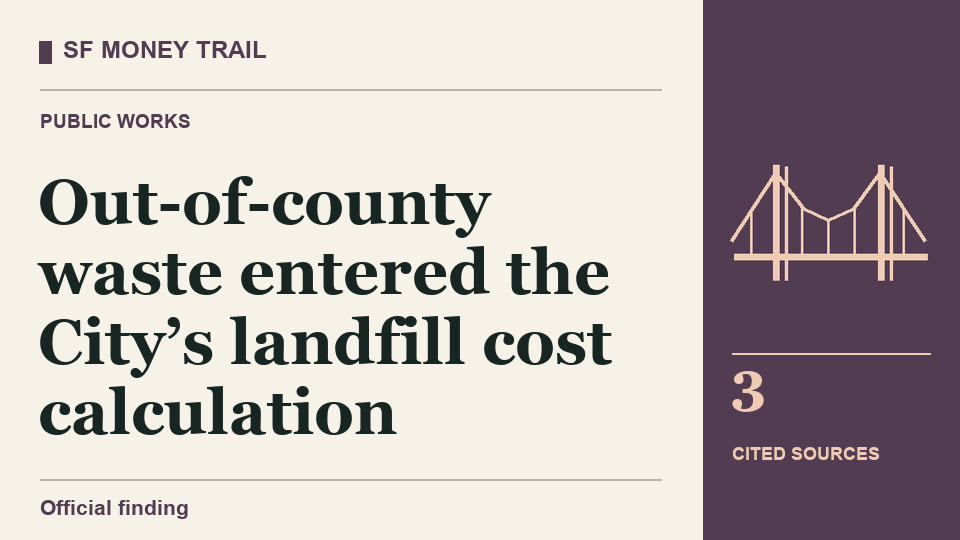 SF MONEY TRAIL
PUBLIC WORKS
Out-of-county
waste entered the
City’s landfill cost
calculation
Official finding
3
CITED SOURCES